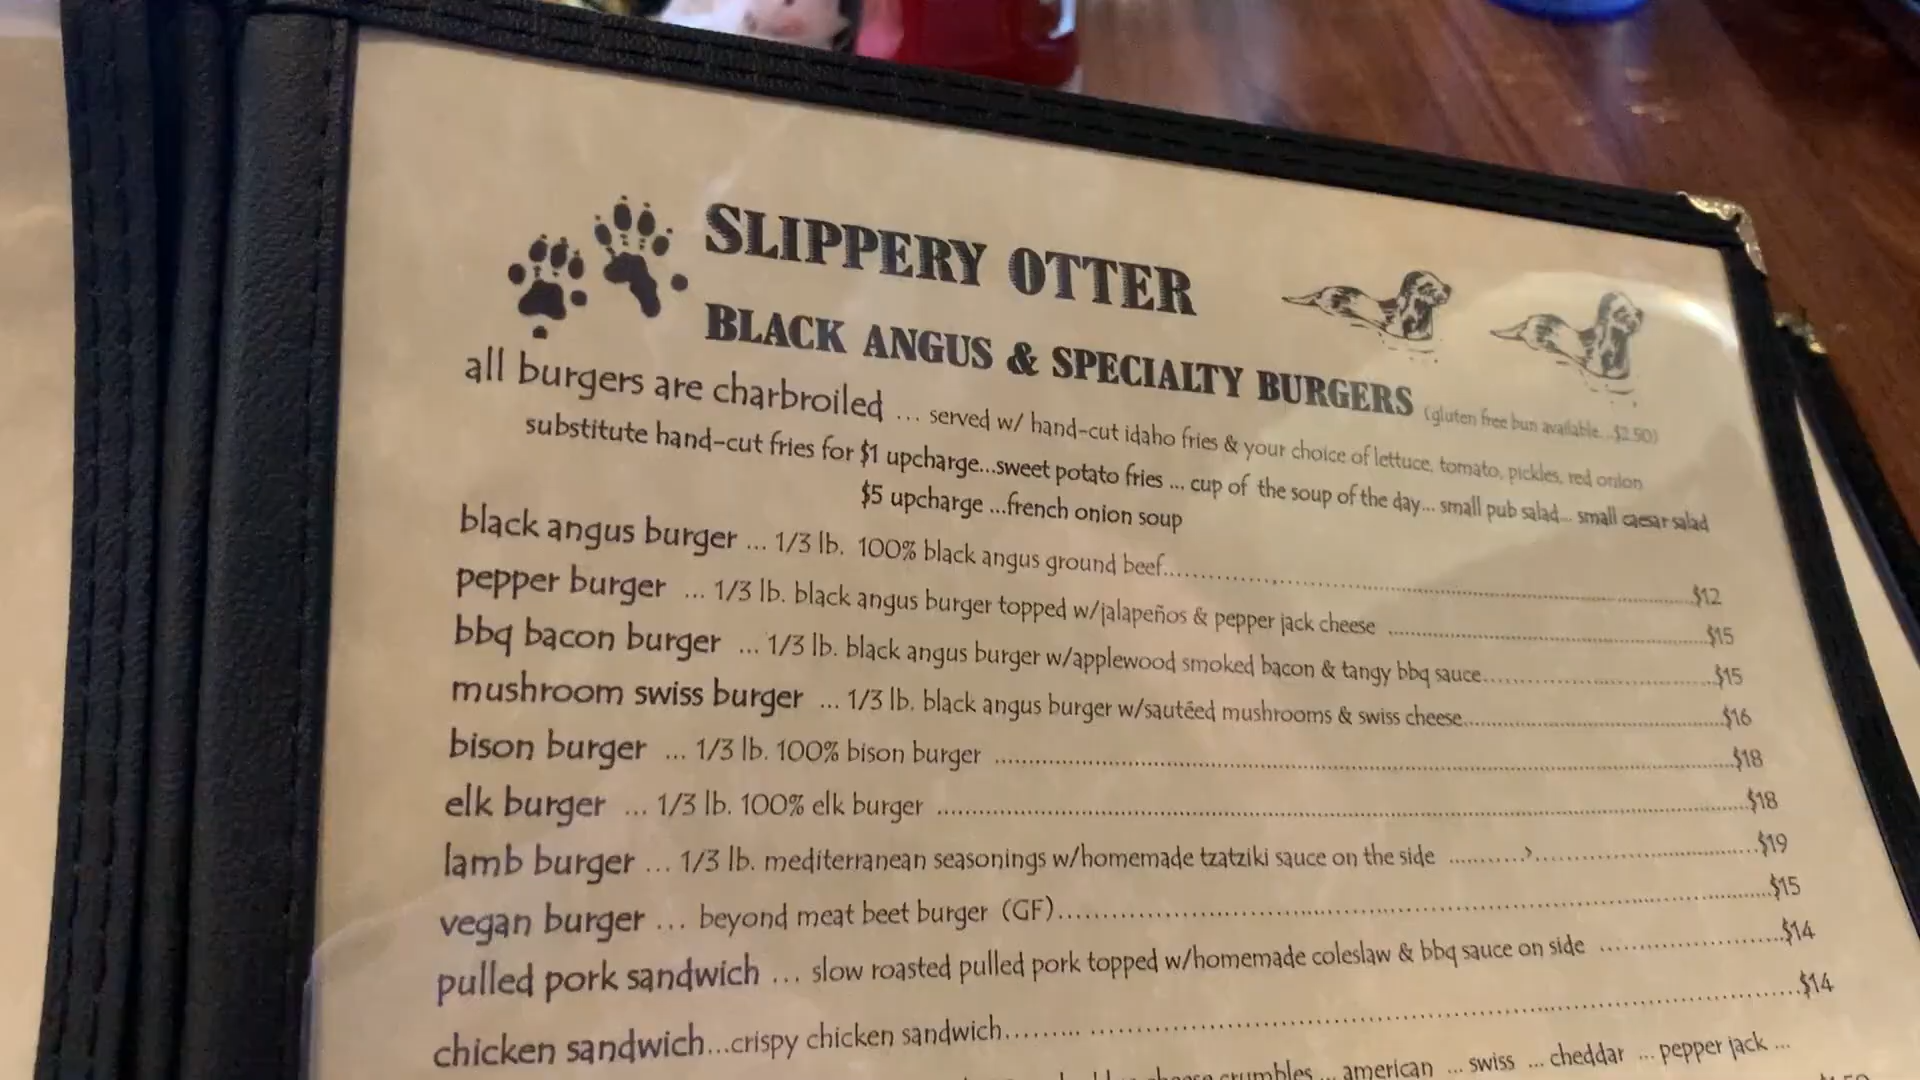 SLIPPERY OTTER
BLACK ANGUS & SPECIALTY BURGERS (gluten free bun available...$2.50)
all burgers are charbroiled ... served w/ hand-cut idaho fries & your choice of lettuce, tomato, pickles, red onion
substitute hand-cut fries for $1 upcharge...sweet potato fries ... cup of the soup of the day... small pub salad... small caesar salad
$5 upcharge ...french onion soup
black angus burger ... 1/3 lb. 100% black angus ground beef.................................................$12
pepper burger ... 1/3 lb. black angus burger topped w/jalapeños & pepper jack cheese .................................................$15
bbq bacon burger ... 1/3 lb. black angus burger w/applewood smoked bacon & tangy bbq sauce.................................................$15
mushroom swiss burger ... 1/3 lb. black angus burger w/sautéed mushrooms & swiss cheese.................................................$16
bison burger ... 1/3 lb. 100% bison burger .................................................$18
elk burger ... 1/3 lb. 100% elk burger .................................................$18
lamb burger ... 1/3 lb. mediterranean seasonings w/homemade tzatziki sauce on the side .................................................$19
vegan burger ... beyond meat beet burger (GF).................................................$15
pulled pork sandwich ... slow roasted pulled pork topped w/homemade coleslaw & bbq sauce on side .................................................$14
chicken sandwich...crispy chicken sandwich.................................................$14
cheese crumbles ... american ... swiss ... cheddar ... pepper jack ...